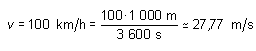 v = 100 km/h = 100·1 000 m / 3 600 s ≃ 27,77 m/s